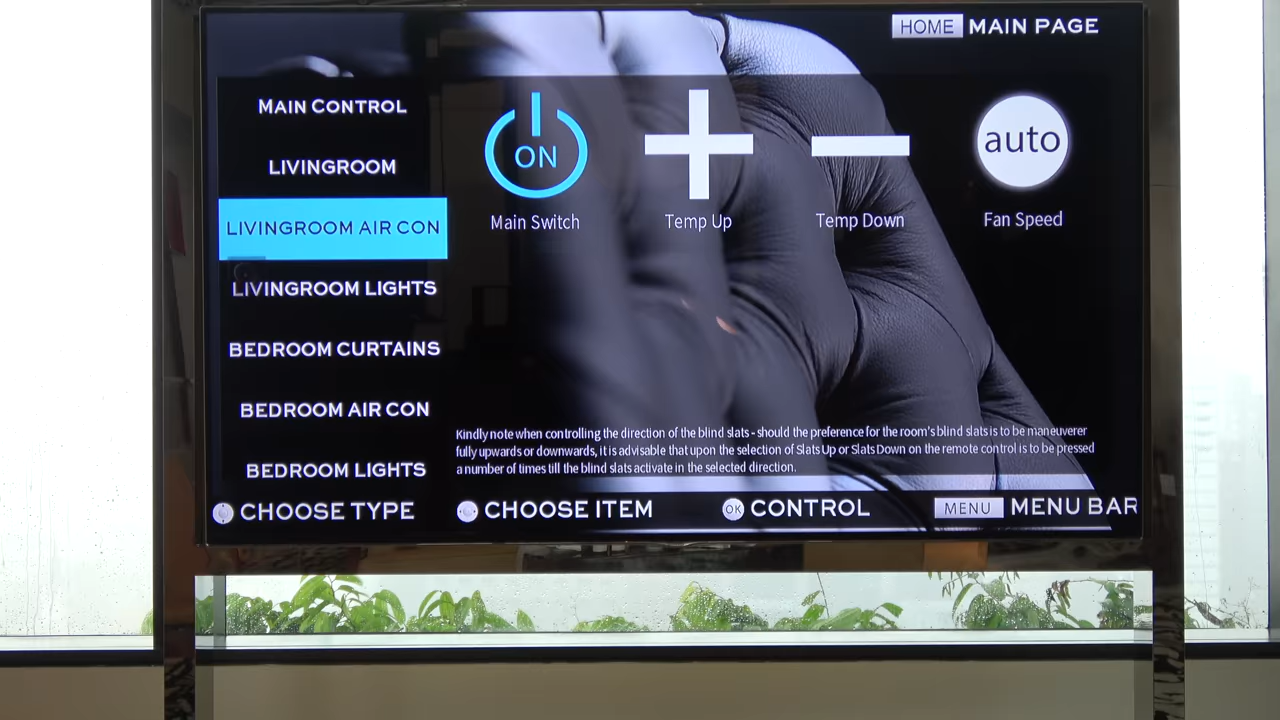 HOME MAIN PAGE
MAIN CONTROL
LIVINGROOM
LIVINGROOM AIR CON
LIVINGROOM LIGHTS
BEDROOM CURTAINS
BEDROOM AIR CON
BEDROOM LIGHTS
ON
Main Switch
Temp Up
Temp Down
auto
Fan Speed
Kindly note when controlling the direction of the blind slats - should the preference for the room's blind slats is to be maneuverer
fully upwards or downwards, it is advisable that upon the selection of Slats Up or Slats Down on the remote control is to be pressed
a number of times till the blind slats activate in the selected direction.
CHOOSE TYPE
CHOOSE ITEM
OK CONTROL
MENU MENU BAR